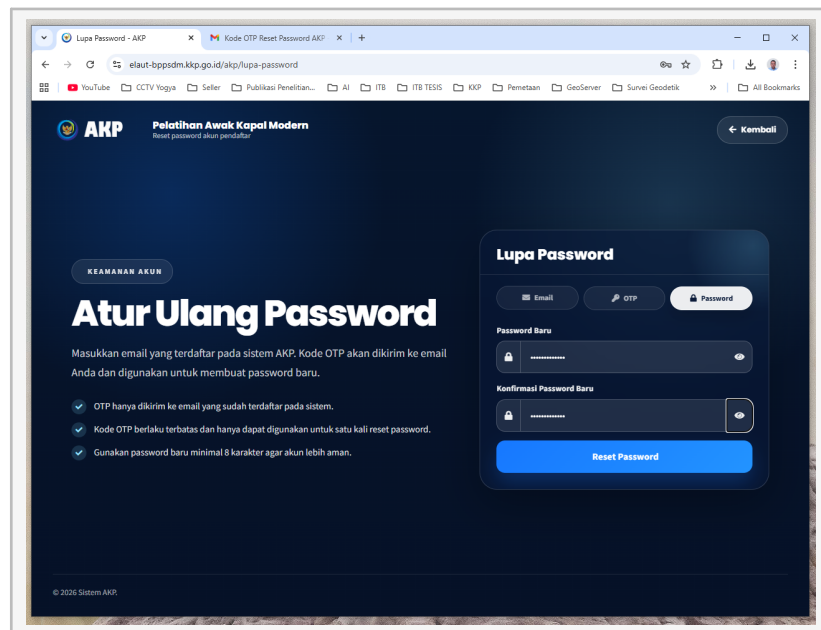 Lupa Password - AKP
Kode OTP Reset Password AKP
elaut-bppsdm.kkp.go.id/akp/lupa-password
YouTube CCTV Yogya Seller Publikasi Penelitian... AI ITB ITB TESIS KKP Pemetaan GeoServer Survei Geodetik » All Bookmarks
AKP
Pelatihan Awak Kapal Modern
Reset password akun pendaftar
← Kembali
KEAMANAN AKUN
Atur Ulang Password
Masukkan email yang terdaftar pada sistem AKP. Kode OTP akan dikirim ke email
Anda dan digunakan untuk membuat password baru.
OTP hanya dikirim ke email yang sudah terdaftar pada sistem.
Kode OTP berlaku terbatas dan hanya dapat digunakan untuk satu kali reset password.
Gunakan password baru minimal 8 karakter agar akun lebih aman.
Lupa Password
Email OTP Password
Password Baru
Konfirmasi Password Baru
Reset Password
© 2026 Sistem AKP.